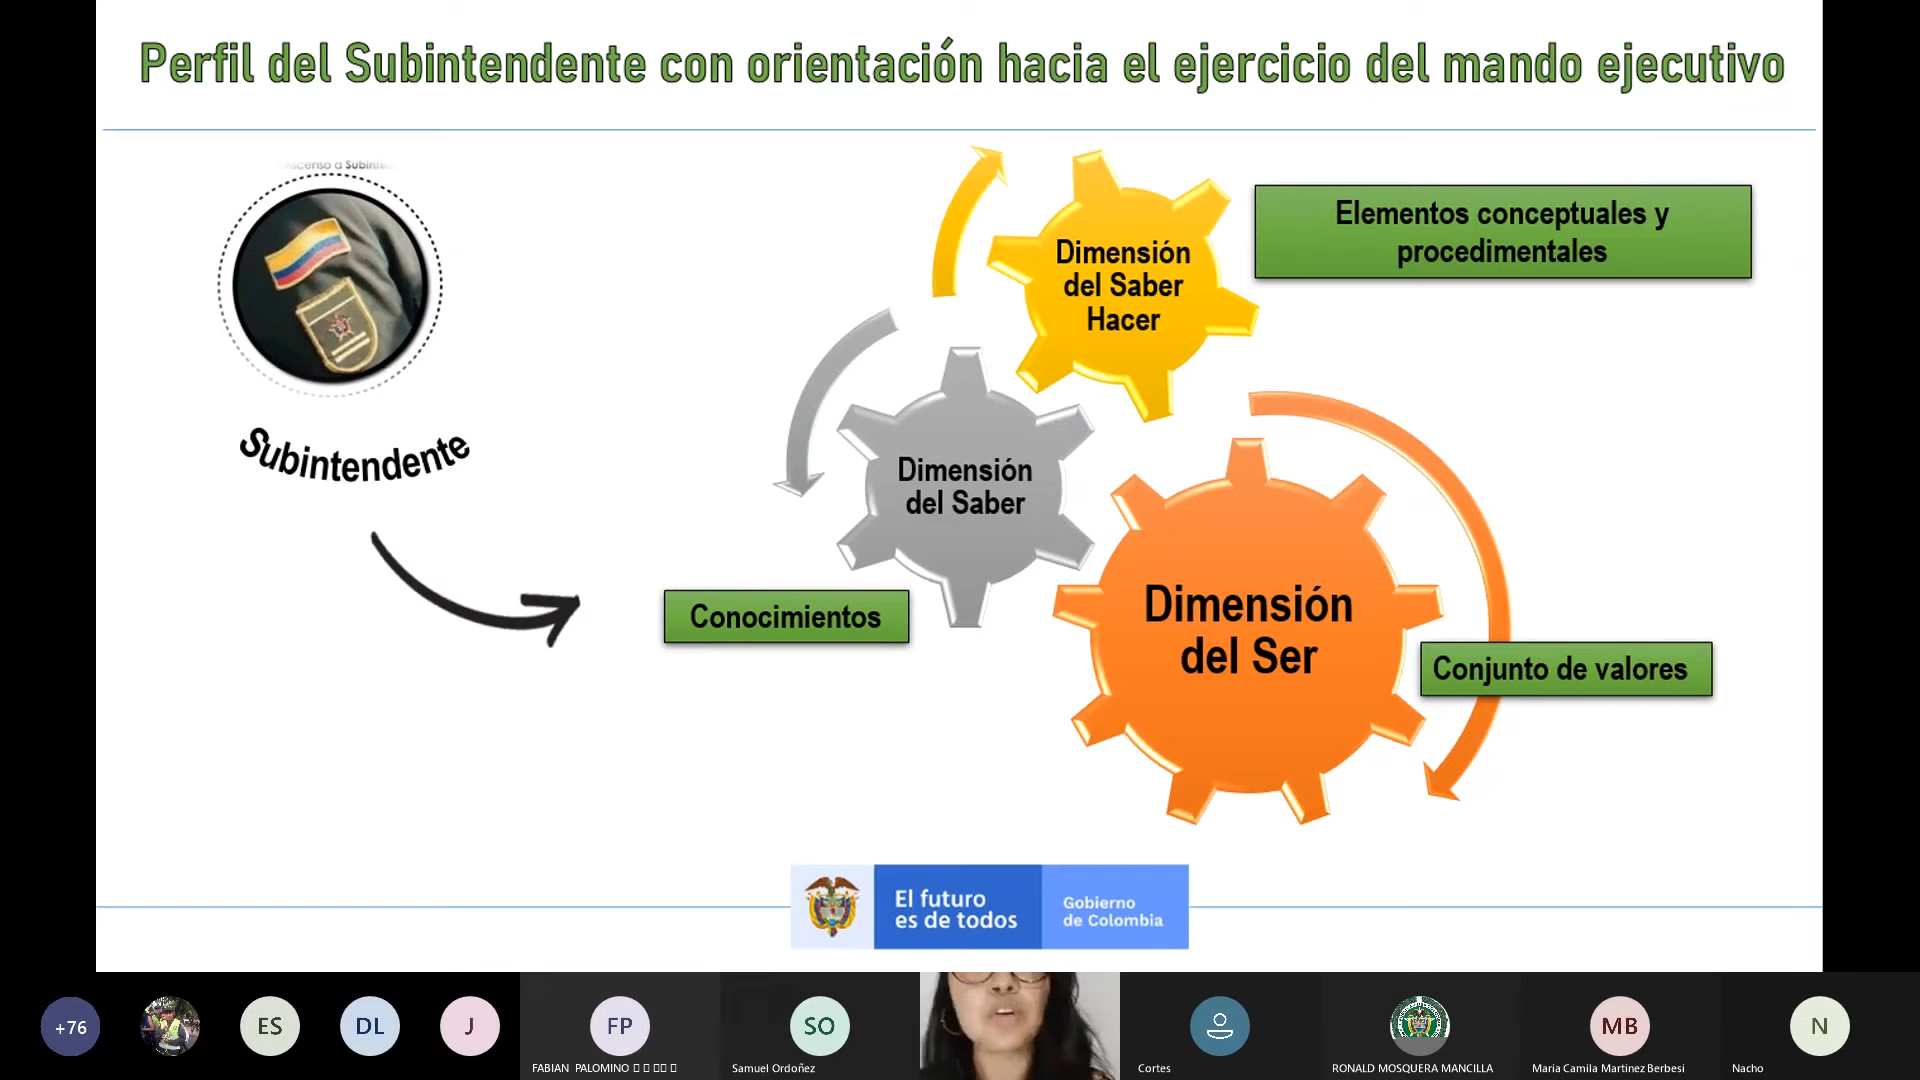 Perfil del Subintendente con orientación hacia el ejercicio del mando ejecutivo
Ascenso a Subinte
Subintendente
Dimensión
del Saber
Hacer
Elementos conceptuales y
procedimentales
Dimensión
del Saber
Conocimientos
Dimensión
del Ser
Conjunto de valores
El futuro
es de todos
Gobierno
de Colombia
+76
ES
DL
J
FP
SO
MB
N
FABIAN PALOMINO
Samuel Ordoñez
Cortes
RONALD MOSQUERA MANCILLA
Maria Camila Martinez Berbesi
Nacho